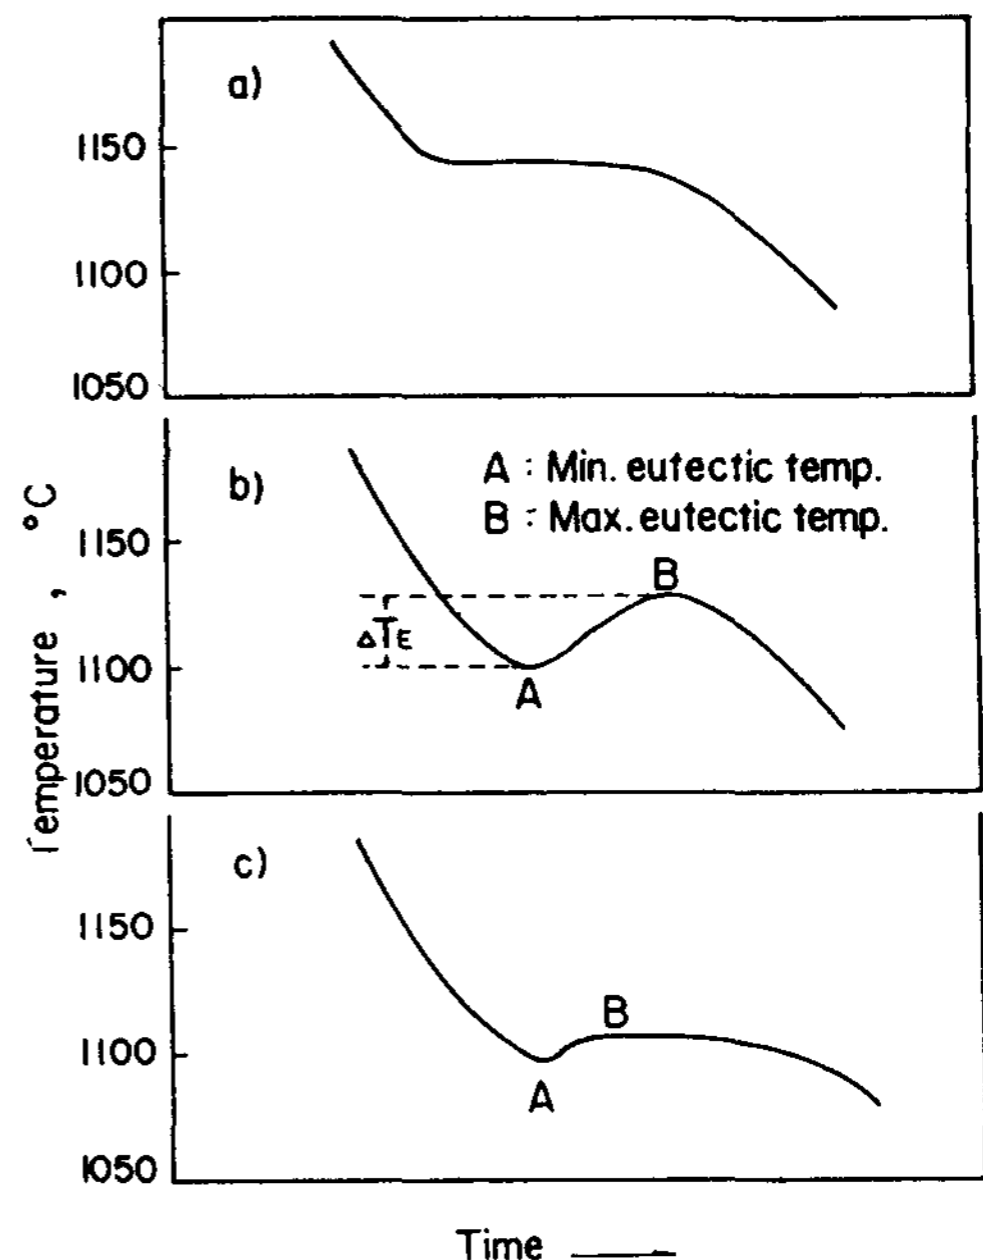 a)
1150
1100
1050
b)
A : Min. eutectic temp.
B : Max. eutectic temp.
1150
B
ΔTE
1100
A
1050
Temperature , °C
c)
1150
B
1100
A
1050
Time